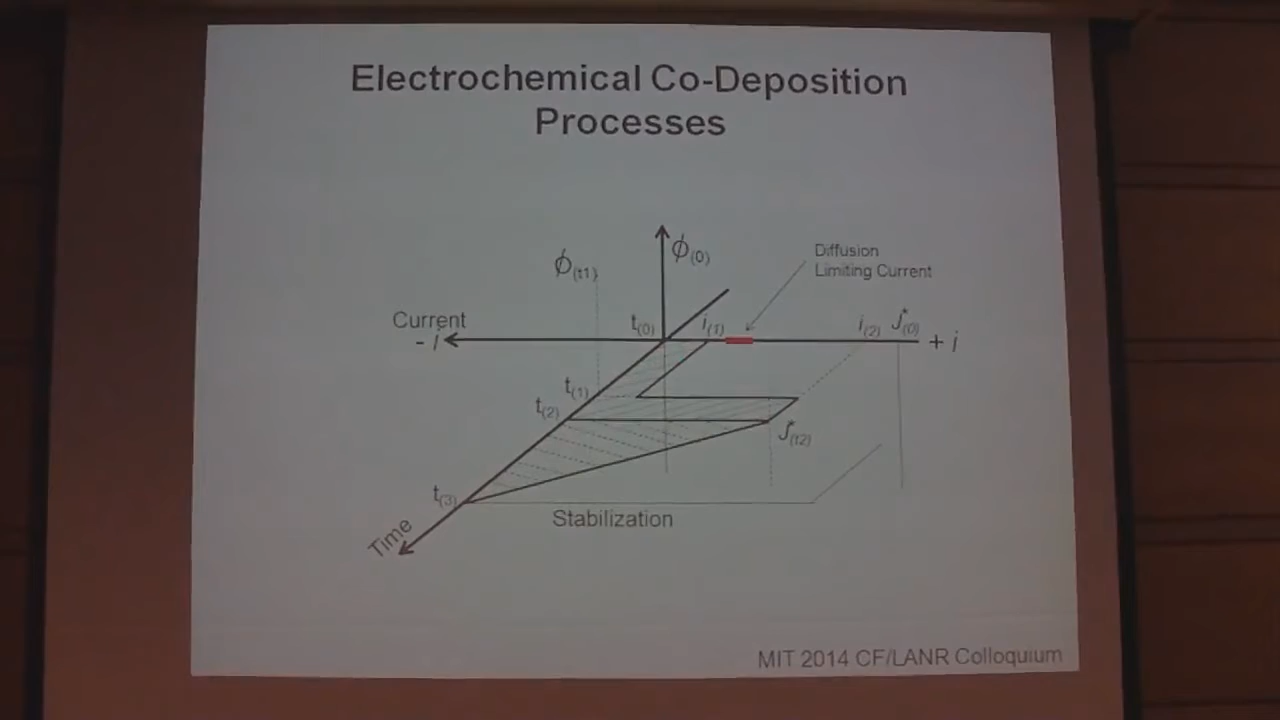 Electrochemical Co-Deposition
Processes
ϕ(0)
ϕ(t1)
Diffusion
Limiting Current
Current
- i
t(0)
i(1)
i(2)
J*(0)
+ i
t(1)
t(2)
J*(t2)
t(3)
Stabilization
Time
MIT 2014 CF/LANR Colloquium